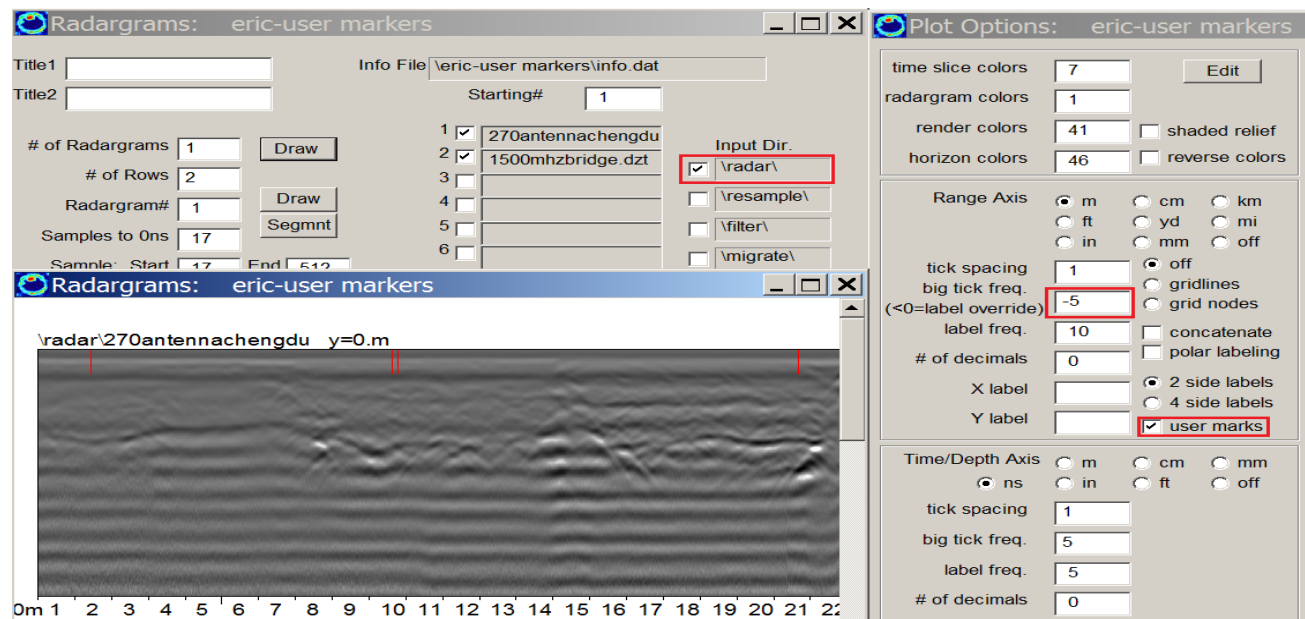 Radargrams: eric-user markers
Title1
Info File \eric-user markers\info.dat
Title2
Starting# 1
# of Radargrams 1 Draw
# of Rows 2
Radargram# 1 Draw
Samples to 0ns 17 Segmnt
Sample: Start 17 End 512
1 270antennachengdu
2 1500mhzbridge.dzt
3
4
5
6
Input Dir.
\radar\
\resample\
\filter\
\migrate\
Radargrams: eric-user markers
\radar\270antennachengdu y=0.m
0m 1 2 3 4 5 6 7 8 9 10 11 12 13 14 15 16 17 18 19 20 21 22
Plot Options: eric-user markers
time slice colors 7 Edit
radargram colors 1
render colors 41 shaded relief
horizon colors 46 reverse colors
Range Axis m cm km
ft yd mi
in mm off
tick spacing 1 off
big tick freq. gridlines
(<0=label override) -5 grid nodes
label freq. 10 concatenate
# of decimals 0 polar labeling
X label 2 side labels
4 side labels
Y label user marks
Time/Depth Axis m cm mm
ns in ft off
tick spacing 1
big tick freq. 5
label freq. 5
# of decimals 0